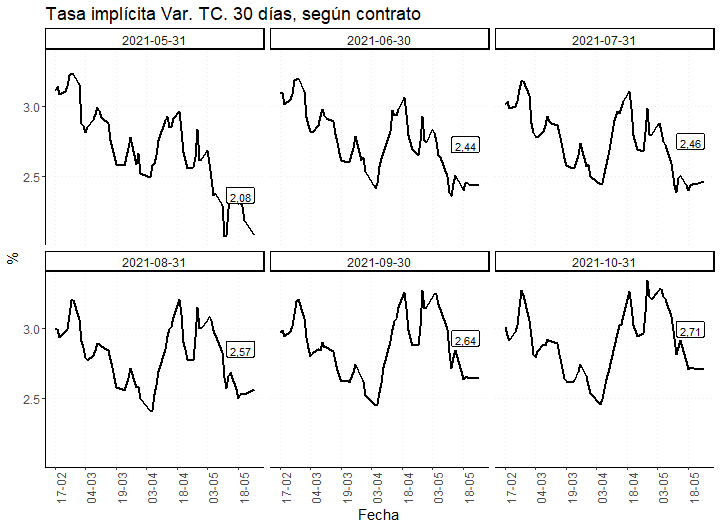 Tasa implícita Var. TC. 30 días, según contrato
2021-05-31 2021-06-30 2021-07-31
3.0
2.5
2,08 2,44 2,46
%
2021-08-31 2021-09-30 2021-10-31
3.0
2.5
2,57 2,64 2,71
17-02 04-03 19-03 03-04 18-04 03-05 18-05 17-02 04-03 19-03 03-04 18-04 03-05 18-05 17-02 04-03 19-03 03-04 18-04 03-05 18-05
Fecha